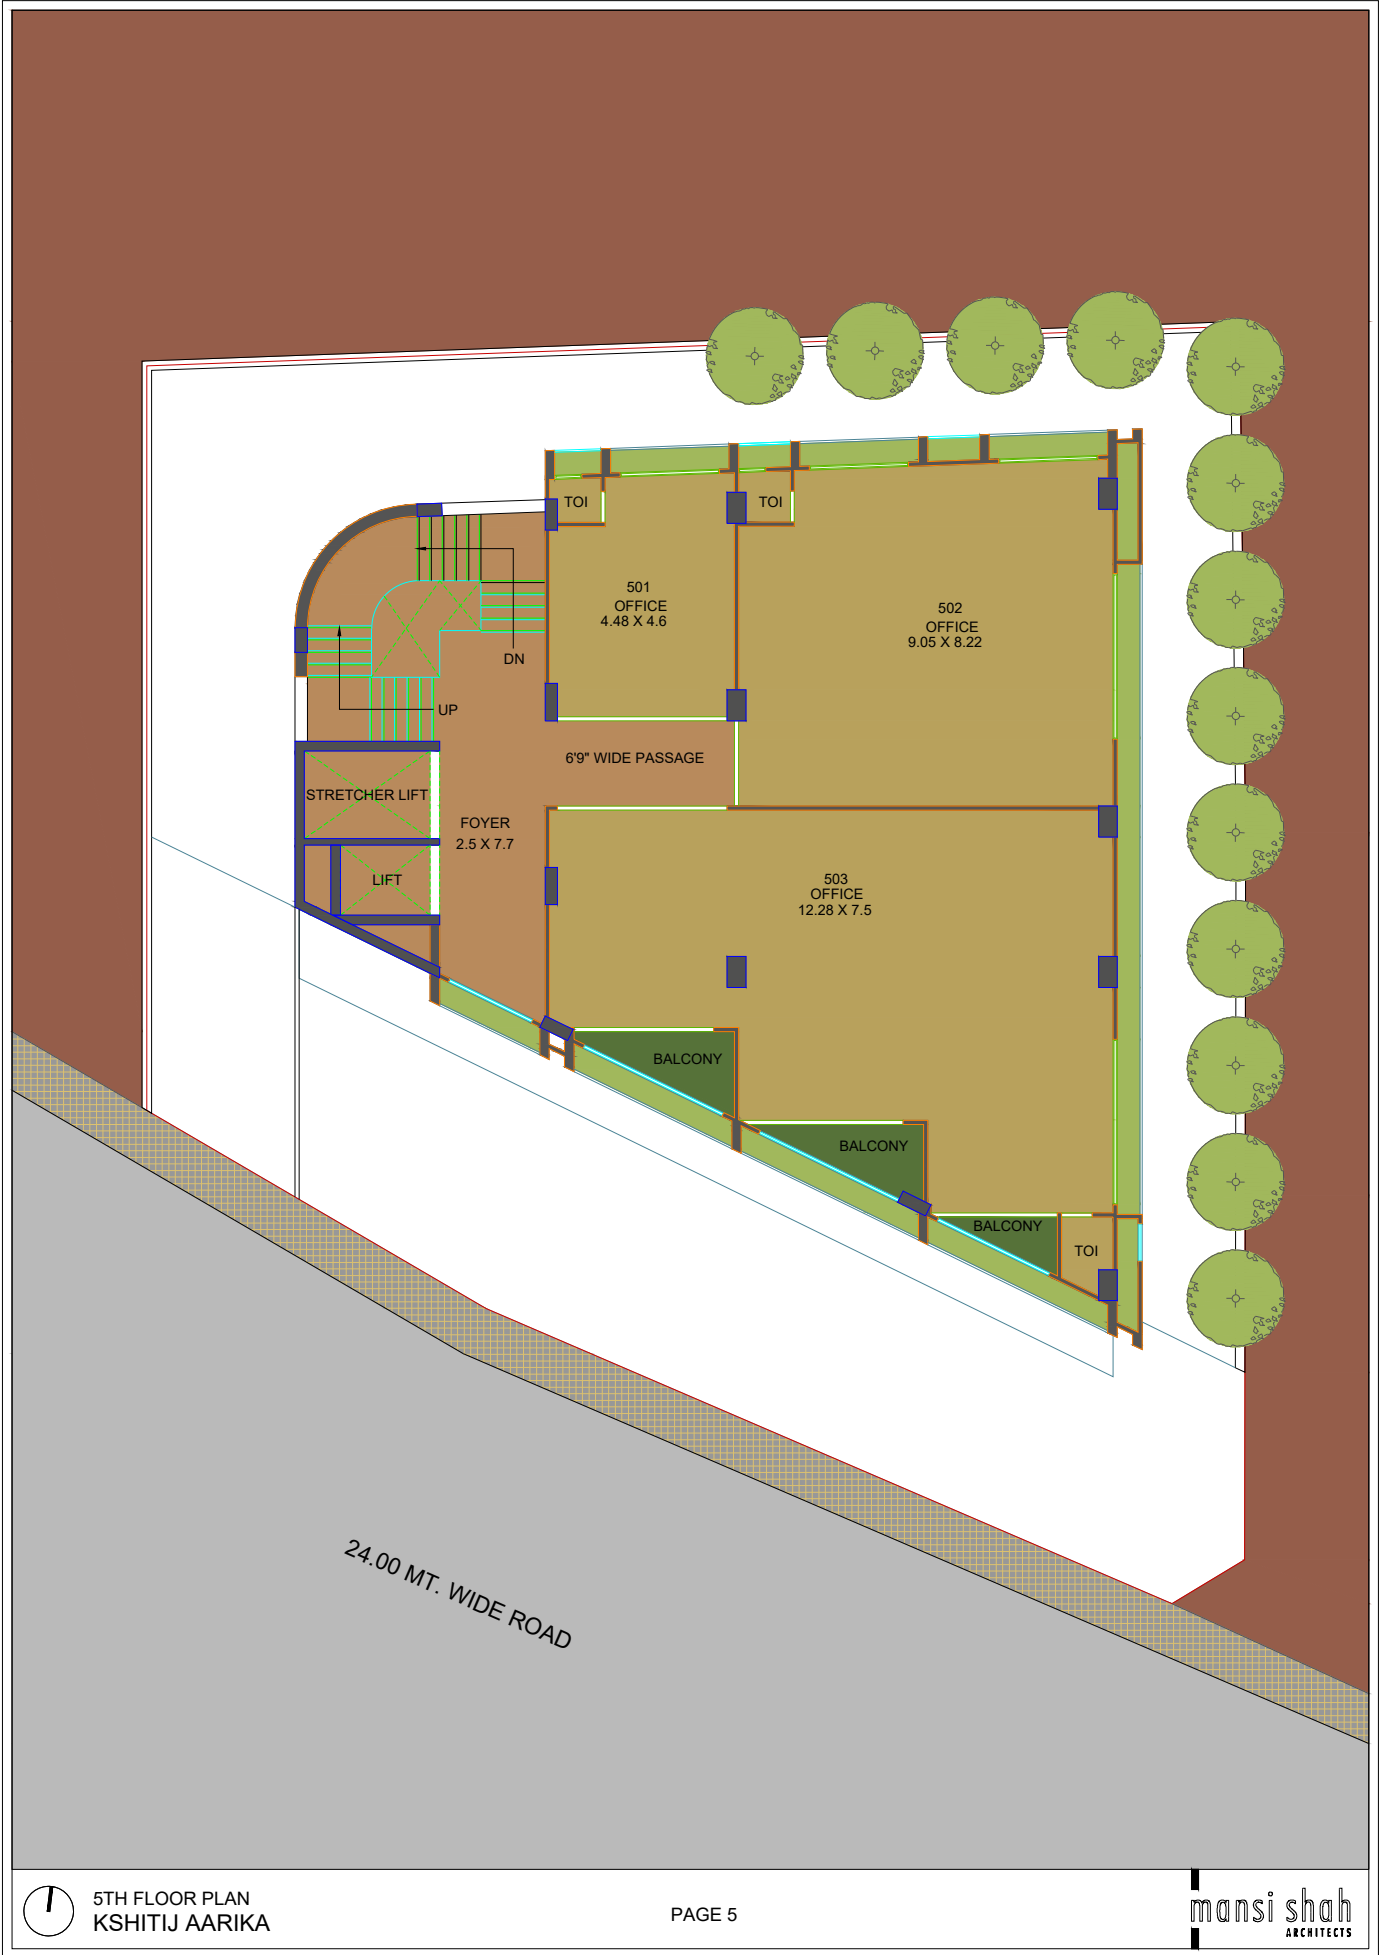 TOI
TOI
501
OFFICE
4.48 X 4.6
502
OFFICE
9.05 X 8.22
DN
UP
6'9" WIDE PASSAGE
STRETCHER LIFT
FOYER
2.5 X 7.7
LIFT
503
OFFICE
12.28 X 7.5
BALCONY
BALCONY
BALCONY
TOI
24.00 MT. WIDE ROAD
5TH FLOOR PLAN
KSHITIJ AARIKA
PAGE 5
mansi shah
ARCHITECTS